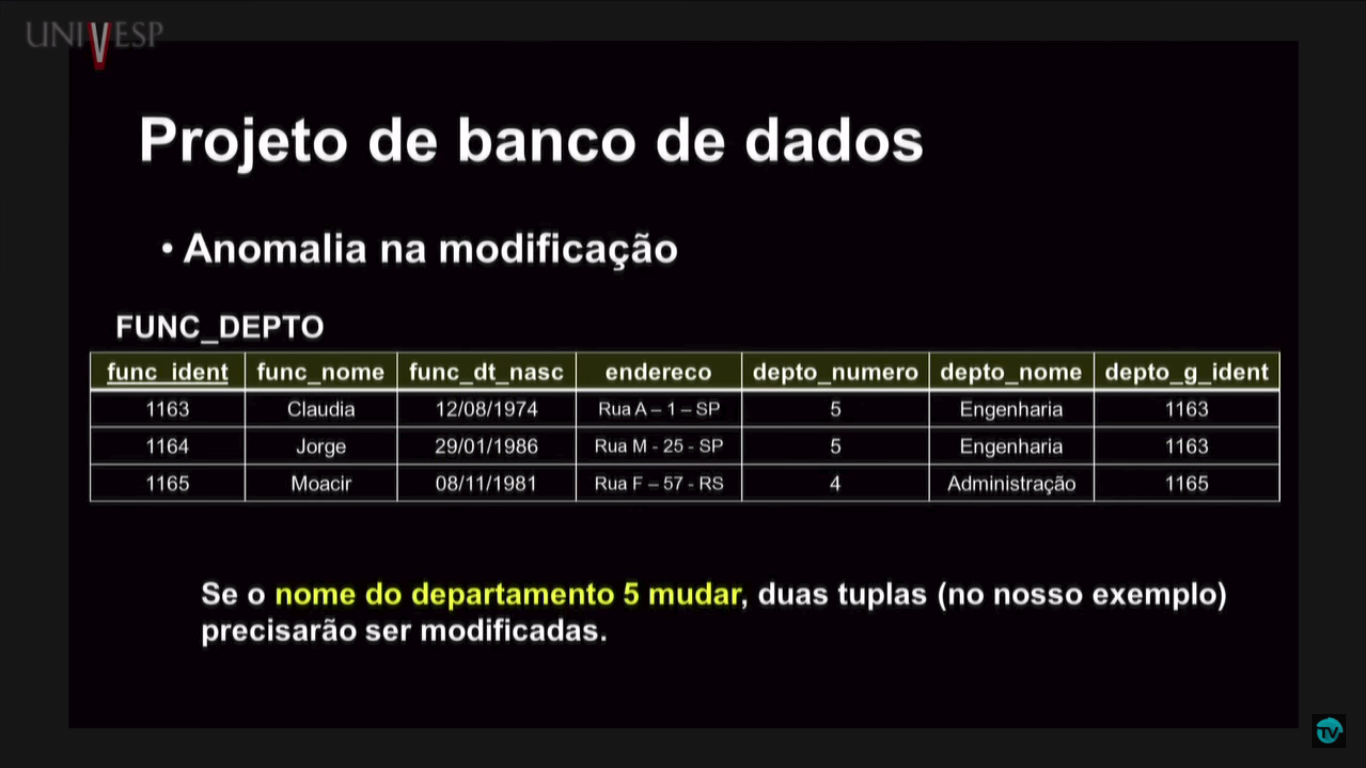 UNIVESP
Projeto de banco de dados
• Anomalia na modificação
FUNC_DEPTO
func_ident func_nome func_dt_nasc endereco depto_numero depto_nome depto_g_ident
1163 Claudia 12/08/1974 Rua A – 1 – SP 5 Engenharia 1163
1164 Jorge 29/01/1986 Rua M - 25 - SP 5 Engenharia 1163
1165 Moacir 08/11/1981 Rua F – 57 - RS 4 Administração 1165
Se o nome do departamento 5 mudar, duas tuplas (no nosso exemplo)
precisarão ser modificadas.
TV